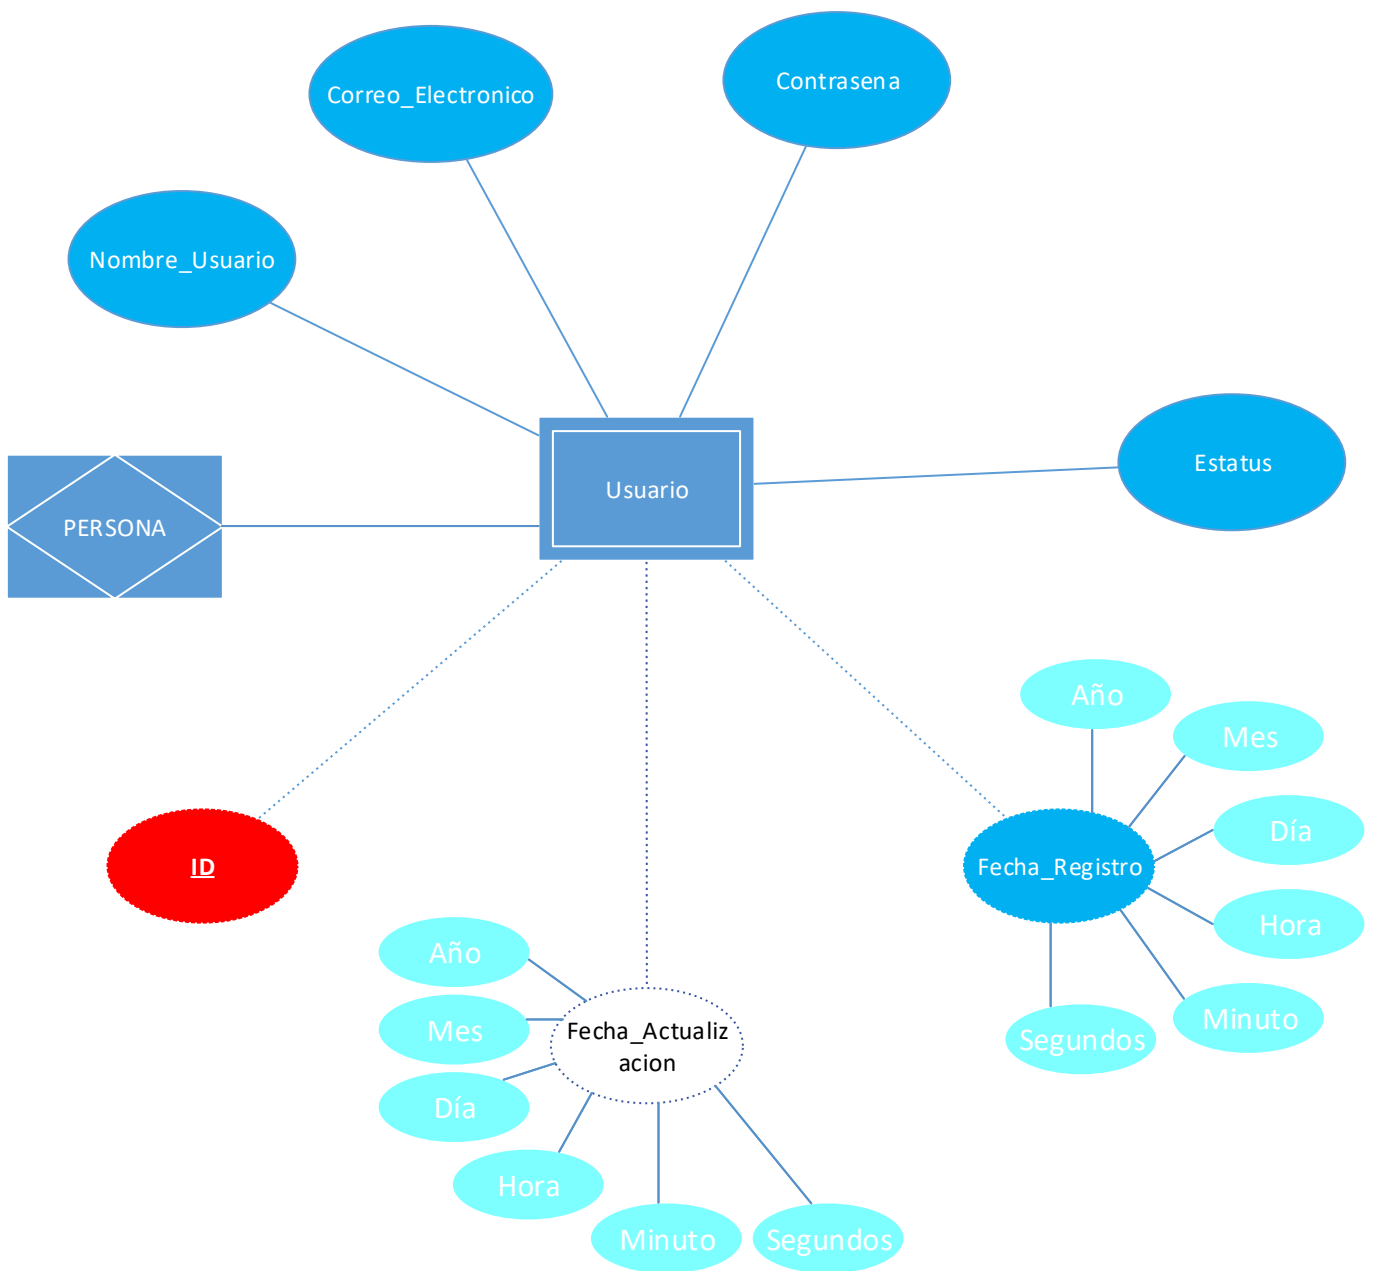 Contrasena
Correo_Electronico
Nombre_Usuario
Estatus
Usuario
PERSONA
Año
Mes
Día
ID
Fecha_Registro
Hora
Minuto
Segundos
Año
Mes
Fecha_Actualiz
acion
Día
Hora
Minuto
Segundos